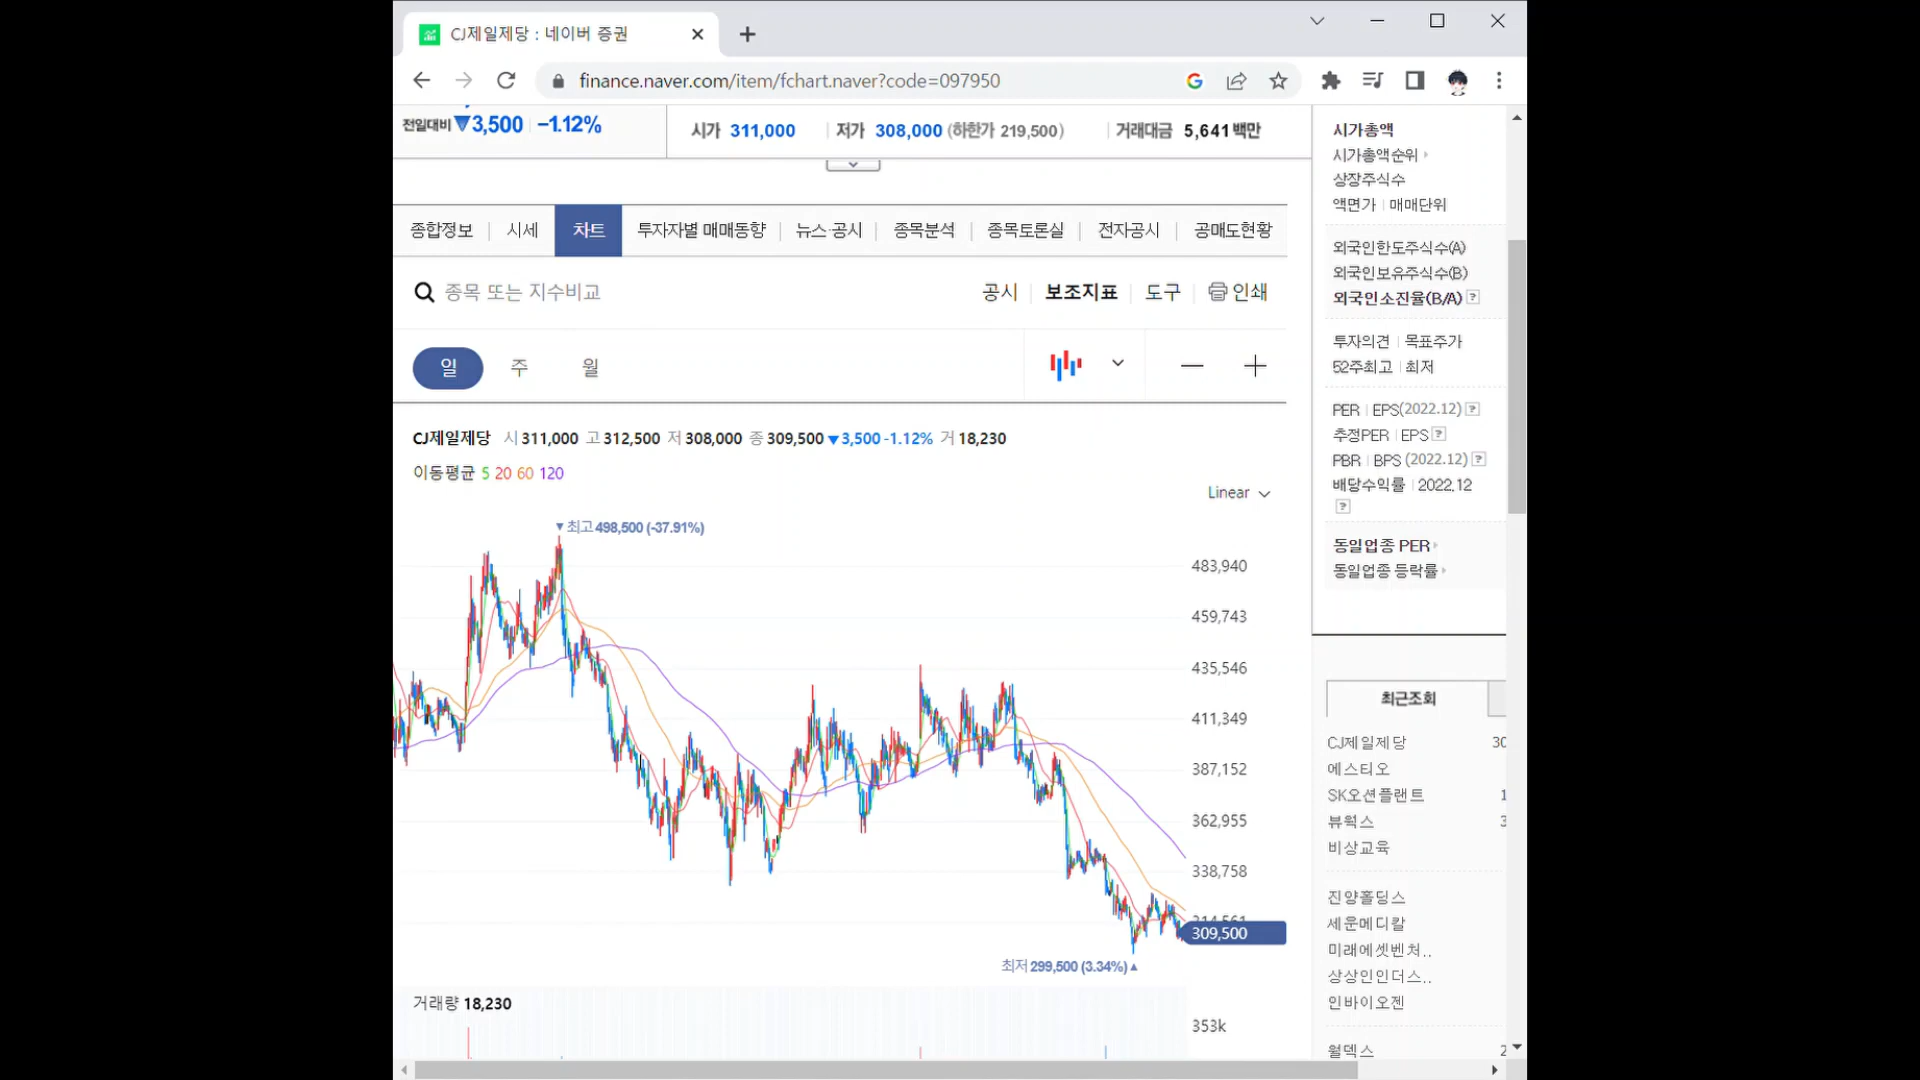 CJ제일제당 : 네이버 증권
finance.naver.com/item/fchart.naver?code=097950
전일대비 ▼3,500 -1.12%
시가 311,000 저가 308,000 (하한가 219,500) 거래대금 5,641 백만
종합정보 시세 차트 투자자별 매매동향 뉴스·공시 종목분석 종목토론실 전자공시 공매도현황
종목 또는 지수비교 공시 보조지표 도구 인쇄
일 주 월
CJ제일제당 시 311,000 고 312,500 저 308,000 종 309,500 ▼3,500 -1.12% 거 18,230
이동평균 5 20 60 120
Linear
▼최고 498,500 (-37.91%)
483,940
459,743
435,546
411,349
387,152
362,955
338,758
314,561
309,500
최저 299,500 (3.34%)▲
거래량 18,230
353k
시가총액
시가총액순위
상장주식수
액면가 매매단위
외국인한도주식수(A)
외국인보유주식수(B)
외국인소진율(B/A) ?
투자의견 목표주가
52주최고 최저
PER EPS(2022.12) ?
추정PER EPS ?
PBR BPS (2022.12) ?
배당수익률 2022.12
?
동일업종 PER
동일업종 등락률
최근조회
CJ제일제당 30
에스티오
SK오션플랜트 1
뷰웍스 3
비상교육
진양홀딩스
세운메디칼
미래에셋벤처..
상상인인더스..
인바이오젠
월덱스 2